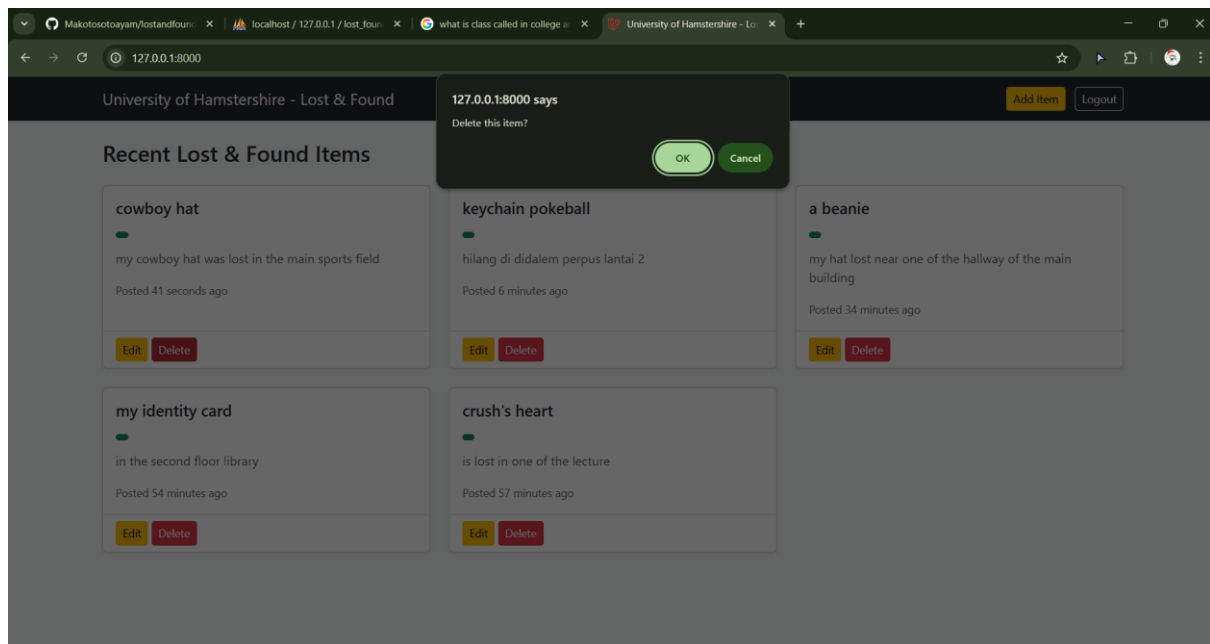 Makotosotoayam/lostandfound
localhost / 127.0.0.1 / lost_foun
what is class called in college a
University of Hamstershire - Lo
127.0.0.1:8000
University of Hamstershire - Lost & Found
127.0.0.1:8000 says
Delete this item?
OK
Cancel
Add Item
Logout
Recent Lost & Found Items
cowboy hat
my cowboy hat was lost in the main sports field
Posted 41 seconds ago
Edit
Delete
keychain pokeball
hilang di didalem perpus lantai 2
Posted 6 minutes ago
Edit
Delete
a beanie
my hat lost near one of the hallway of the main
building
Posted 34 minutes ago
Edit
Delete
my identity card
in the second floor library
Posted 54 minutes ago
Edit
Delete
crush's heart
is lost in one of the lecture
Posted 57 minutes ago
Edit
Delete